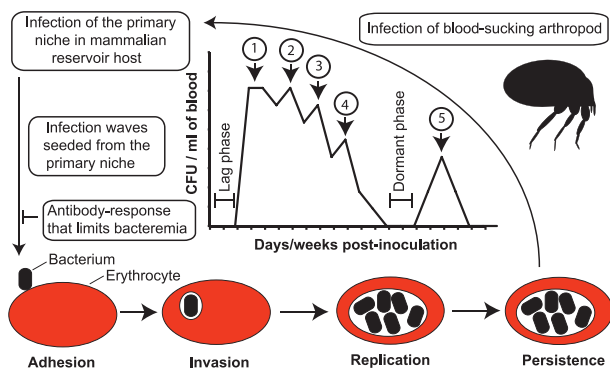 Infection of the primary
niche in mammalian
reservoir host
Infection waves
seeded from the
primary niche
Antibody-response
that limits bacteremia
Infection of blood-sucking arthropod
CFU / ml of blood
Lag phase
1
2
3
4
Dormant phase
5
Days/weeks post-inoculation
Bacterium
Erythrocyte
Adhesion
Invasion
Replication
Persistence